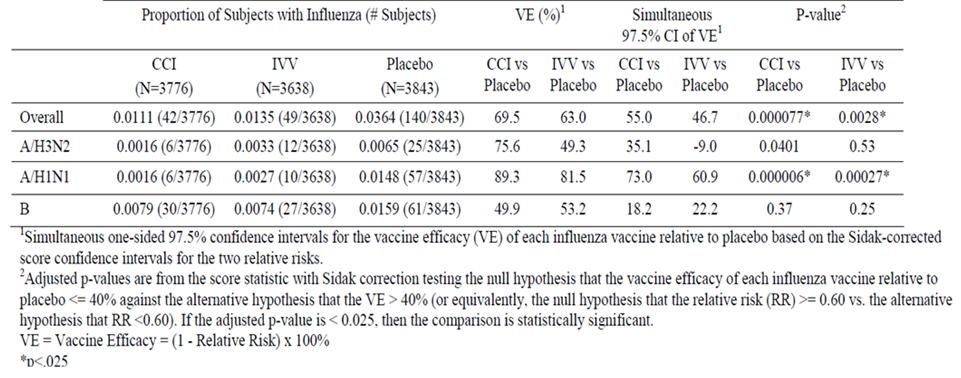 Proportion of Subjects with Influenza (# Subjects) VE (%)1 Simultaneous P-value2
97.5% CI of VE1
CCI IVV Placebo CCI vs IVV vs CCI vs IVV vs CCI vs IVV vs
(N=3776) (N=3638) (N=3843) Placebo Placebo Placebo Placebo Placebo Placebo
Overall 0.0111 (42/3776) 0.0135 (49/3638) 0.0364 (140/3843) 69.5 63.0 55.0 46.7 0.000077* 0.0028*
A/H3N2 0.0016 (6/3776) 0.0033 (12/3638) 0.0065 (25/3843) 75.6 49.3 35.1 -9.0 0.0401 0.53
A/H1N1 0.0016 (6/3776) 0.0027 (10/3638) 0.0148 (57/3843) 89.3 81.5 73.0 60.9 0.000006* 0.00027*
B 0.0079 (30/3776) 0.0074 (27/3638) 0.0159 (61/3843) 49.9 53.2 18.2 22.2 0.37 0.25
1Simultaneous one-sided 97.5% confidence intervals for the vaccine efficacy (VE) of each influenza vaccine relative to placebo based on the Sidak-corrected
score confidence intervals for the two relative risks.
2Adjusted p-values are from the score statistic with Sidak correction testing the null hypothesis that the vaccine efficacy of each influenza vaccine relative to
placebo <= 40% against the alternative hypothesis that the VE > 40% (or equivalently, the null hypothesis that the relative risk (RR) >= 0.60 vs. the alternative
hypothesis that RR <0.60). If the adjusted p-value is < 0.025, then the comparison is statistically significant.
VE = Vaccine Efficacy = (1 - Relative Risk) x 100%
*p<.025